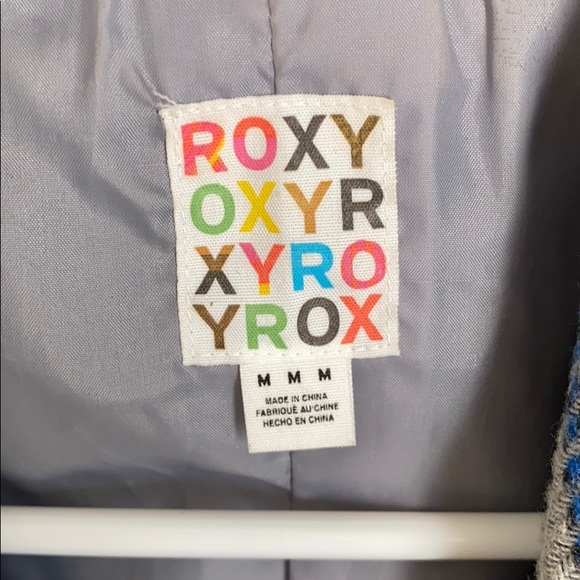 ROXY
OXYR
XYRO
YROX
M M M
MADE IN CHINA
FABRIQUÉ AU'CHINE
HECHO EN CHINA